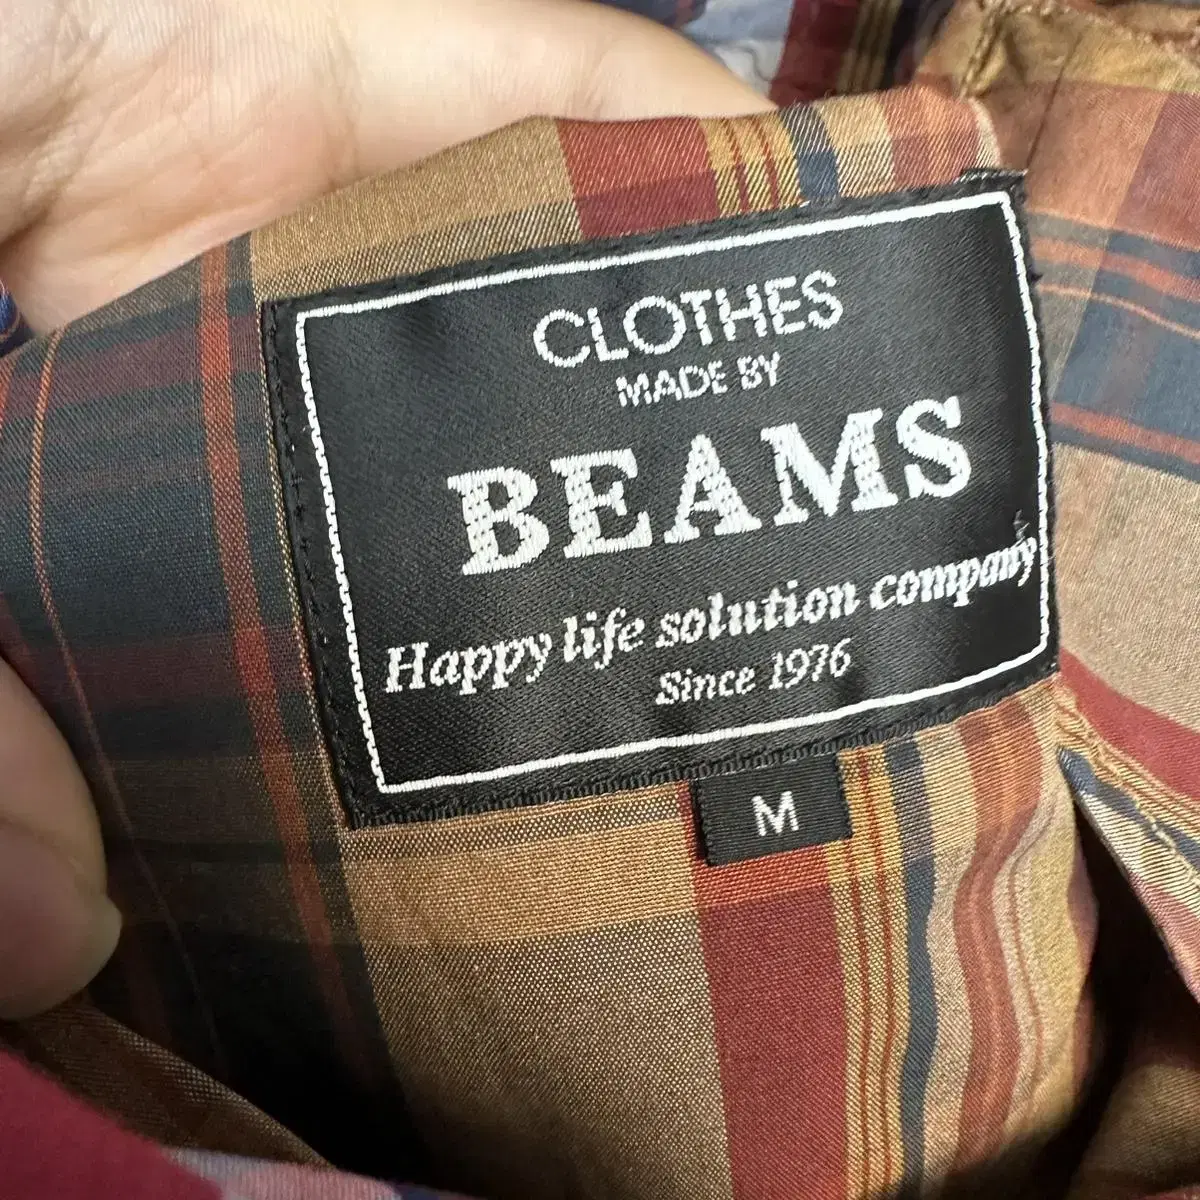 CLOTHES
MADE BY
BEAMS
Happy life solution company
Since 1976
M